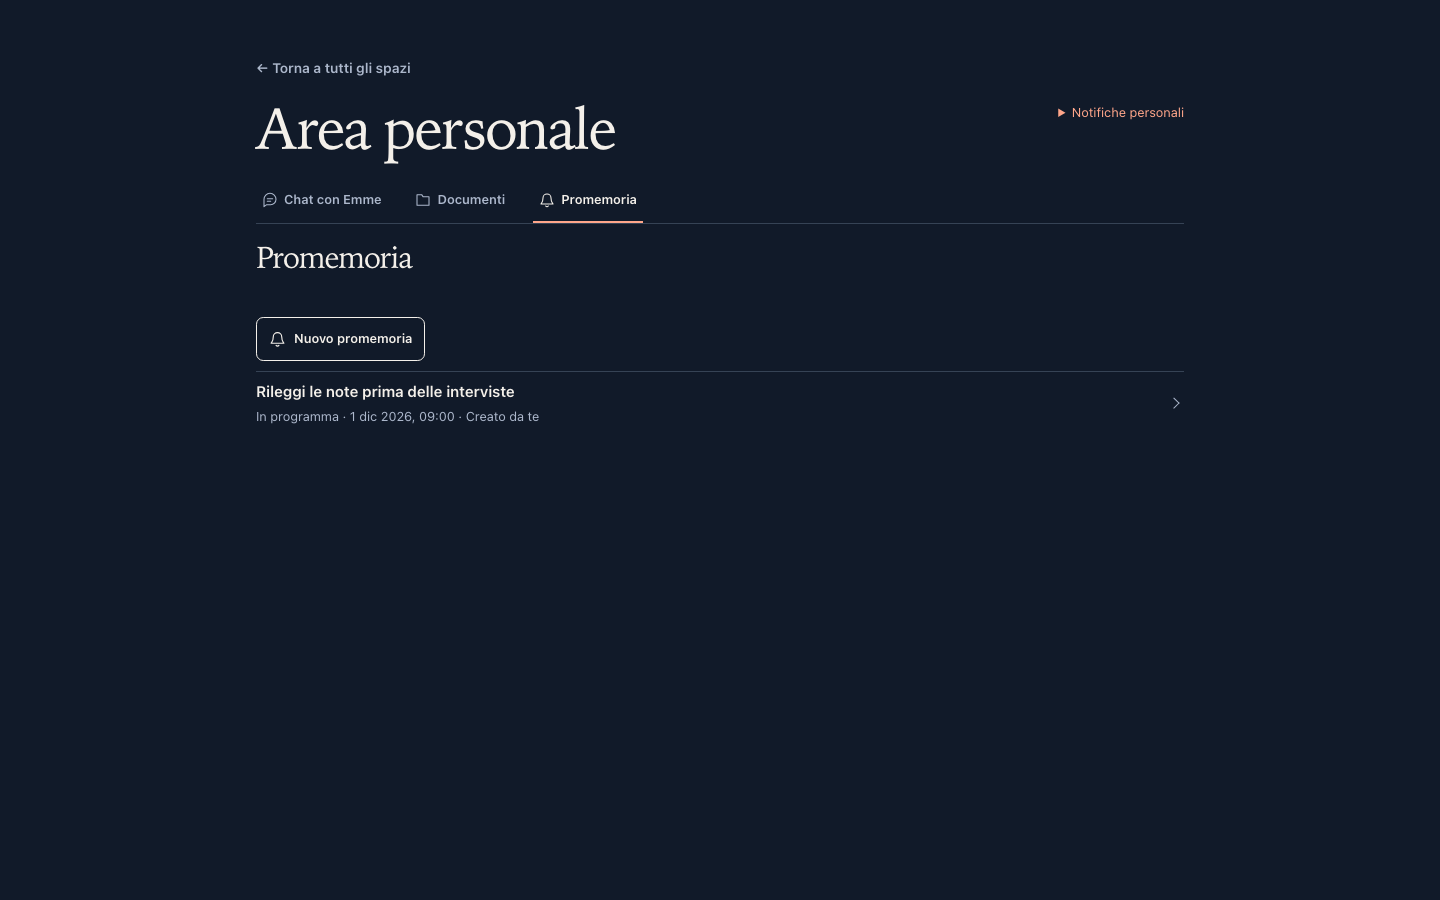 ← Torna a tutti gli spazi
Area personale
▶ Notifiche personali
Chat con Emme
Documenti
Promemoria
Promemoria
Nuovo promemoria
Rileggi le note prima delle interviste
In programma · 1 dic 2026, 09:00 · Creato da te